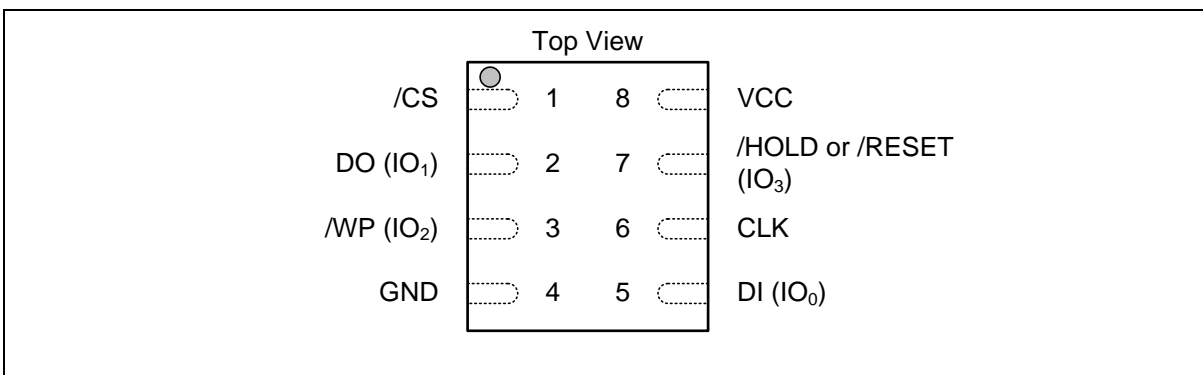 Top View
/CS 1 8 VCC
DO (IO₁) 2 7 /HOLD or /RESET
(IO₃)
/WP (IO₂) 3 6 CLK
GND 4 5 DI (IO₀)